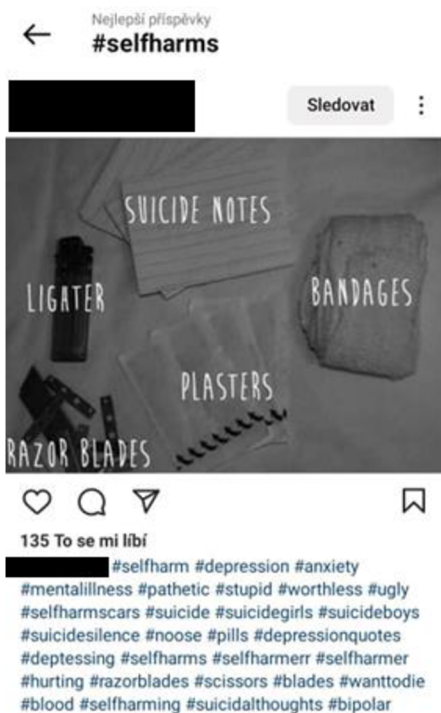 Nejlepší příspěvky
#selfharms
Sledovat
SUICIDE NOTES
LIGHTER
BANDAGES
PLASTERS
RAZOR BLADES
135 To se mi líbí
#selfharm #depression #anxiety
#mentalillness #pathetic #stupid #worthless #ugly
#selfharmscars #suicide #suicidegirls #suicideboys
#suicidesilence #noose #pills #depressionquotes
#deptessing #selfharms #selfharmerr #selfharmer
#hurting #razorblades #scissors #blades #wanttodie
#blood #selfharming #suicidalthoughts #bipolar